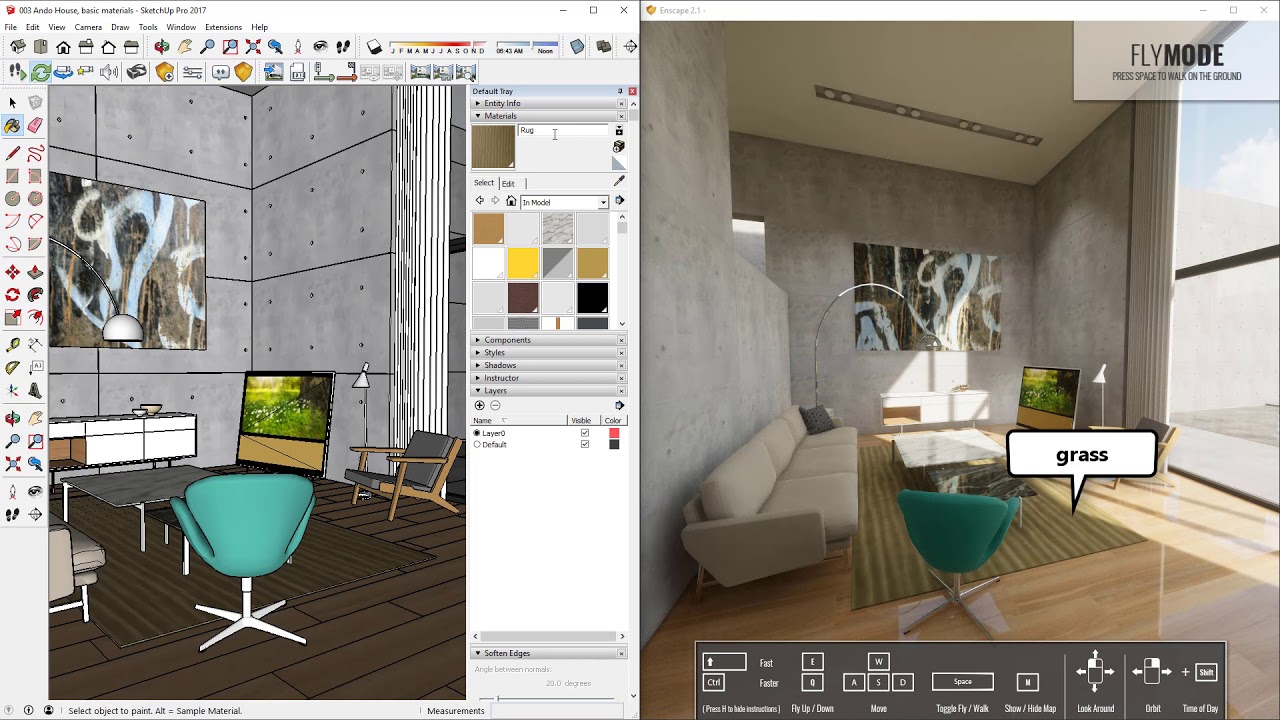 003 Ando House, basic materials - SketchUp Pro 2017
File Edit View Camera Draw Tools Window Extensions Help
J F M A M J J A S O N D
06:43 AM Noon
Default Tray
Entity Info
Materials
Rug
Select Edit
In Model
Components
Styles
Shadows
Instructor
Layers
Name Visible Color
Layer0
Default
Soften Edges
Angle between normals:
20.0 degrees
Select object to paint. Alt = Sample Material.
Measurements
Enscape 2.1 -
FLYMODE
PRESS SPACE TO WALK ON THE GROUND
grass
Fast E W
Ctrl Faster Q A S D Space M + Shift
( Press H to hide instructions ) Fly Up / Down Move Toggle Fly / Walk Show / Hide Map Look Around Orbit Time of Day